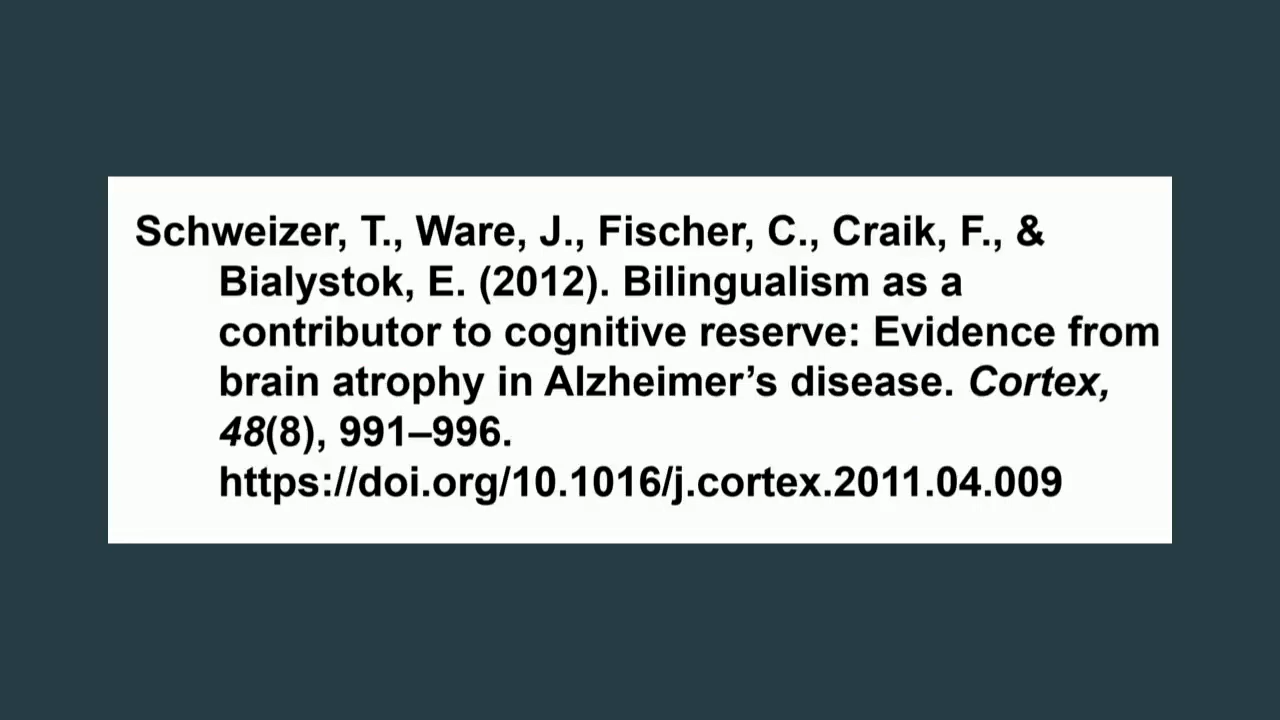 Schweizer, T., Ware, J., Fischer, C., Craik, F., &
Bialystok, E. (2012). Bilingualism as a
contributor to cognitive reserve: Evidence from
brain atrophy in Alzheimer’s disease. Cortex,
48(8), 991–996.
https://doi.org/10.1016/j.cortex.2011.04.009